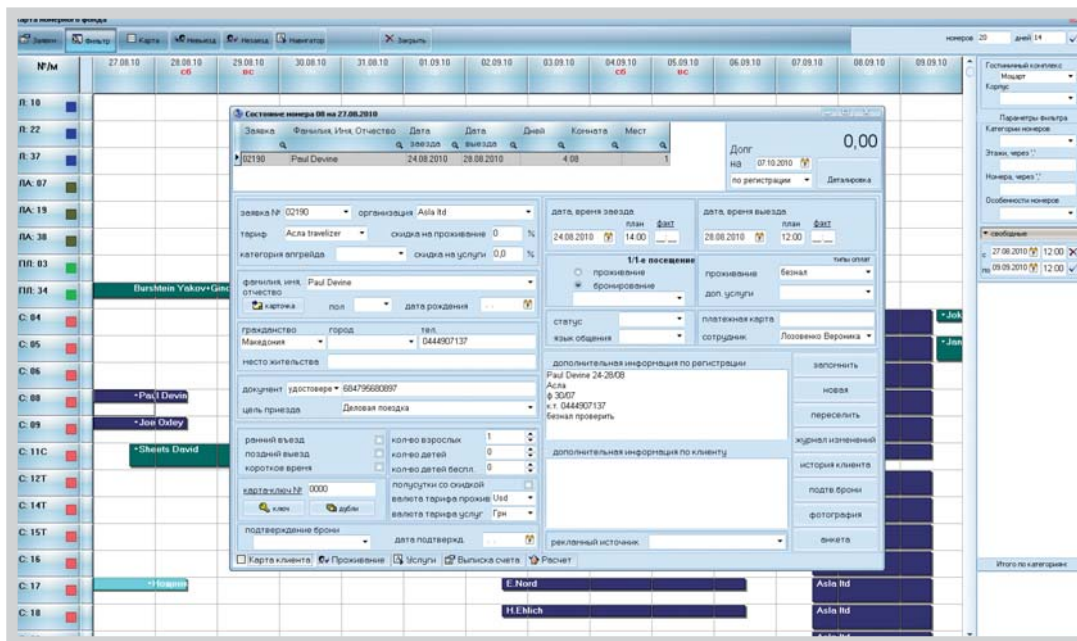 Карта номерного фонда
Заявки Фильтр Карта Невыезд Незаезд Навигатор Закрыть номеров 20 дней 14
N°/м 27.08.10 28.08.10 29.08.10 30.08.10 31.08.10 01.09.10 02.09.10 03.09.10 04.09.10 05.09.10 06.09.10 07.09.10 08.09.10 09.09.10
сб вс сб вс
Гостиничный комплекс
Моцарт
Корпус
Параметры фильтра
Категории номеров
Этажи, через ","
Номера, через ","
Особенности номеров
свободные
с 27.08.2010 12:00
по 09.09.2010 12:00
Итого по категориям:
Л: 10
Л: 22
Л: 37
ЛА: 07
ЛА: 19
ЛА: 38
ПЛ: 03
ПЛ: 34 Burshtein Yakov+Ginc
С: 04 Jok
С: 05 Jan
С: 06
С: 08 Paul Devin
С: 09 Joe Oxley
С: 11С Sheets David
С: 12Т
С: 14Т
С: 15Т
С: 16
С: 17 E.Nord Asla ltd
С: 18 H.Ehlich Asla ltd
Состояние номера 08 на 27.08.2010
Заявка Фамилия, Имя, Отчество Дата заезда Дата выезда Дней Комната Мест
02190 Paul Devine 24.08.2010 28.08.2010 4 08 1
Долг 0,00
на 07.10.2010
по регистрации Деталировка
заявка № 02190 организация Asla ltd
тариф Асла travelizer скидка на проживание 0 %
категория апгрейда скидка на услуги 0,0 %
фамилия, имя, отчество Paul Devine
карточка пол дата рождения
гражданство город тел.
Македония 0444907137
место жительства
документ удостовере 684795680897
цель приезда Деловая поездка
ранний въезд кол-во взрослых 1
поздний выезд кол-во детей 0
короткое время кол-во детей беспл. 0
карта-ключ № 0000 полусутки со скидкой
валюта тарифа прожив Usd
ключ дубли валюта тарифа услуг Грн
подтверждение брони дата подтвержд.
дата, время заезда дата, время выезда
план факт план факт
24.08.2010 14:00 28.08.2010 12:00
1/1-е посещение типы оплат
проживание проживание безнал
бронирование доп. услуги
статус платежная карта
язык общения сотрудник Лозовенко Вероника
дополнительная информация по регистрации
Paul Devine 24-28/08
Асла
ф 30/07
к.т. 0444907137
безнал проверить
дополнительная информация по клиенту
рекламный источник
запомнить
новая
переселить
журнал изменений
история клиента
подтв.брони
фотография
анкета
Карта клиента Проживание Услуги Выписка счета Расчет